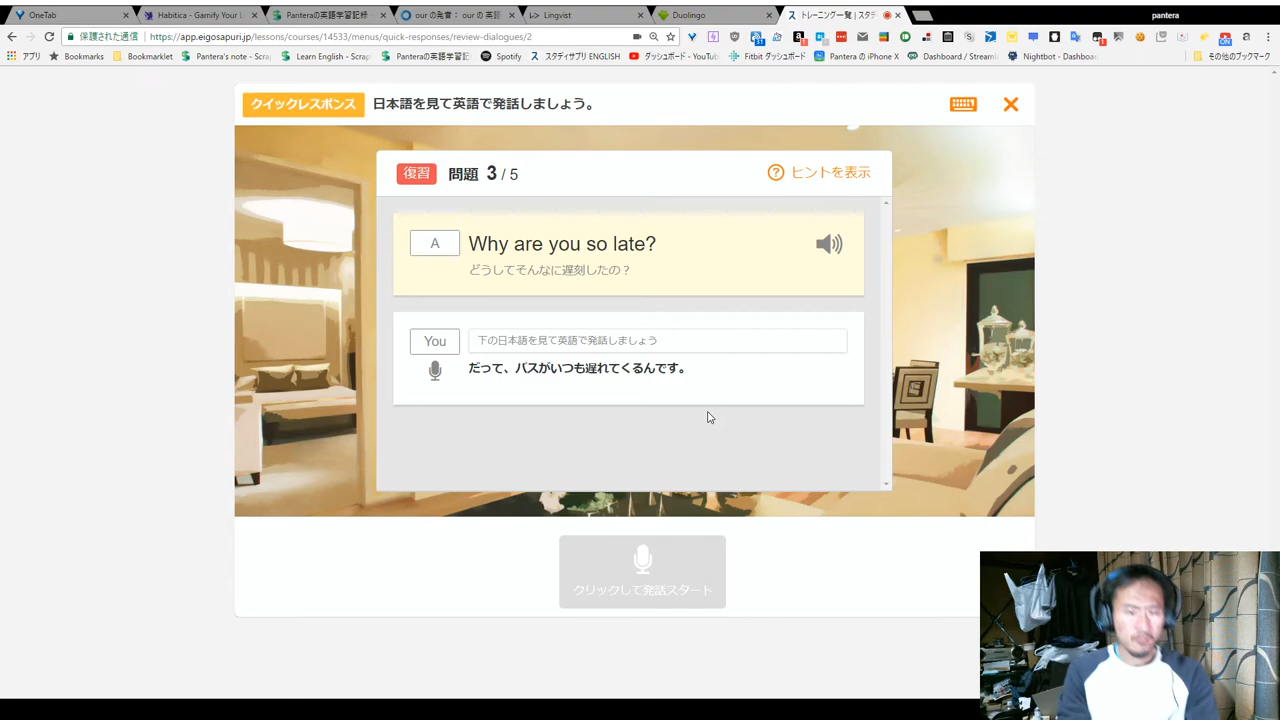 OneTab
Habitica - Gamify Your L
Panteraの英語学習記録
our の発音： our の 英語
Lingvist
Duolingo
トレーニング一覧 | スタデ
pantera
保護された通信
https://app.eigosapuri.jp/lessons/courses/14533/menus/quick-responses/review-dialogues/2
アプリ
Bookmarks
Bookmarklet
Pantera's note - Scrap
Learn English - Scrap
Panteraの英語学習記
Spotify
スタディサプリ ENGLISH
ダッシュボード - YouTu
Fitbit ダッシュボード
Pantera の iPhone X
Dashboard / Streaml
Nightbot - Dashboa
その他のブックマーク
クイックレスポンス
日本語を見て英語で発話しましょう。
復習
問題 3 / 5
ヒントを表示
A
Why are you so late?
どうしてそんなに遅刻したの？
You
下の日本語を見て英語で発話しましょう
だって、バスがいつも遅れてくるんです。
クリックして発話スタート